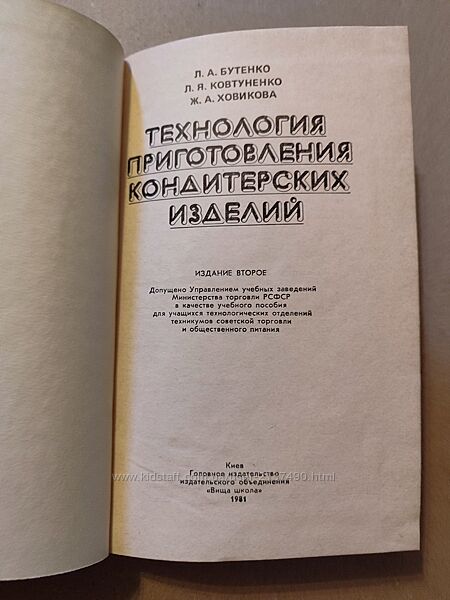 Л. А. БУТЕНКО
Л. Я. КОВТУНЕНКО
Ж. А. ХОВИКОВА
ТЕХНОЛОГИЯ
ПРИГОТОВЛЕНИЯ
КОНДИТЕРСКИХ
ИЗДЕЛИЙ
ИЗДАНИЕ ВТОРОЕ
Допущено Управлением учебных заведений
Министерства торговли РСФСР
в качестве учебного пособия
для учащихся технологических отделений
техникумов советской торговли
и общественного питания
Киев
Головное издательство
издательского объединения
«Вища школа»
1981